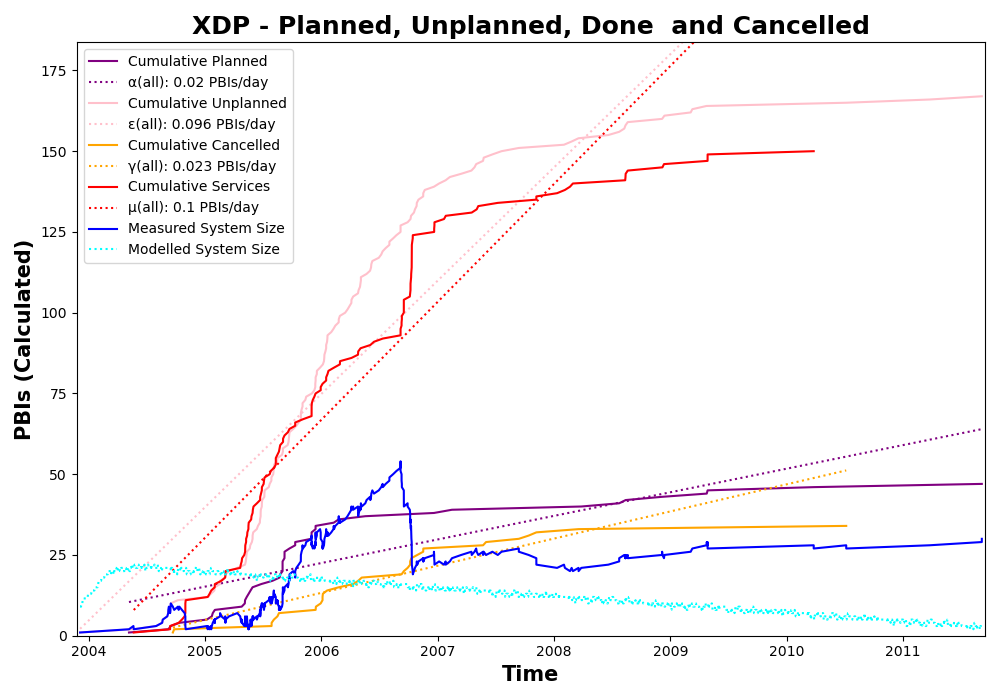 XDP - Planned, Unplanned, Done  and Cancelled
Cumulative Planned
α(all): 0.02 PBIs/day
Cumulative Unplanned
ε(all): 0.096 PBIs/day
Cumulative Cancelled
γ(all): 0.023 PBIs/day
Cumulative Services
μ(all): 0.1 PBIs/day
Measured System Size
Modelled System Size
PBIs (Calculated)
175
150
125
100
75
50
25
0
2004 2005 2006 2007 2008 2009 2010 2011
Time